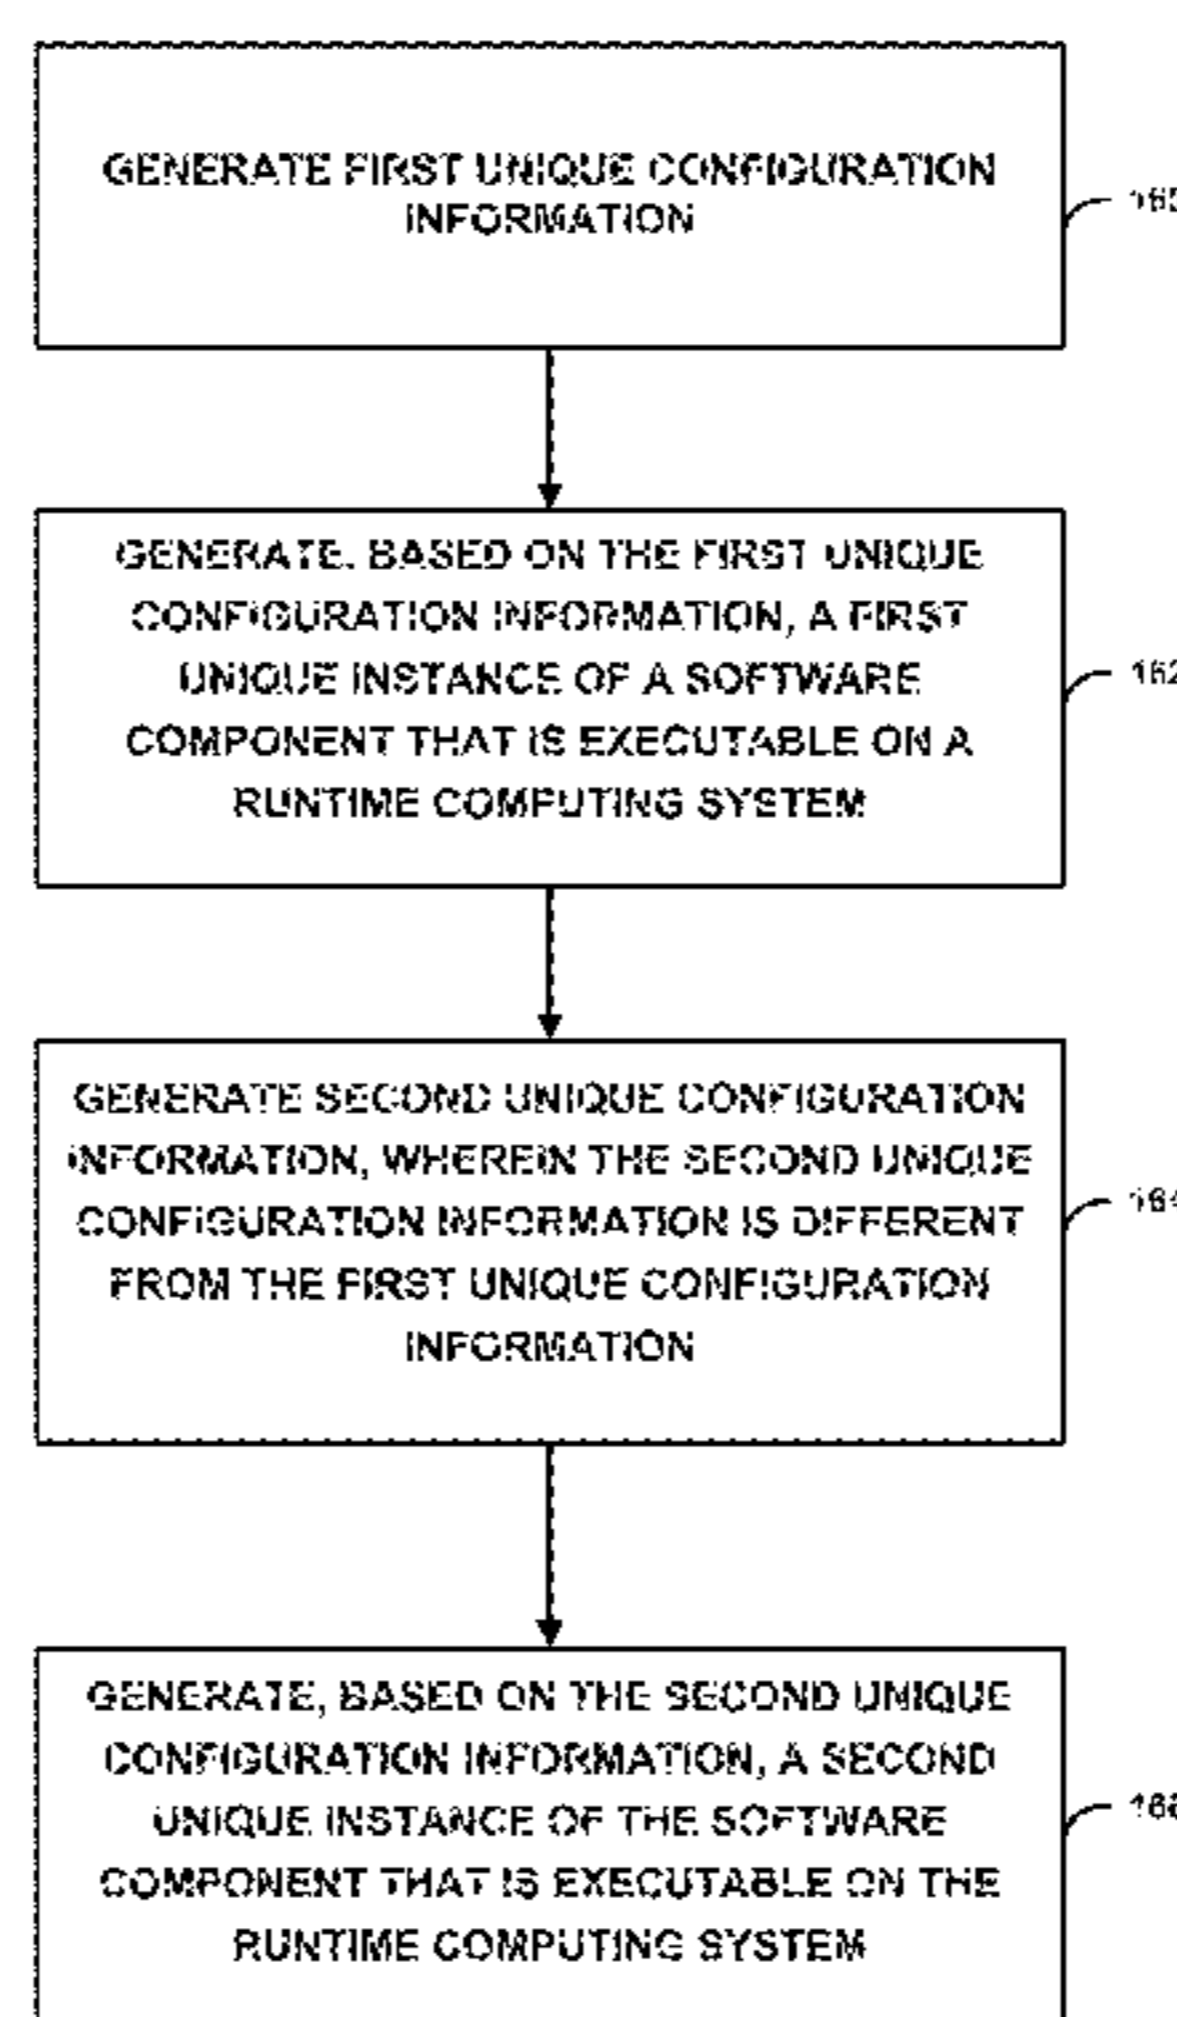 GENERATE FIRST UNIQUE CONFIGURATION
INFORMATION
GENERATE, BASED ON THE FIRST UNIQUE
CONFIGURATION INFORMATION, A FIRST
UNIQUE INSTANCE OF A SOFTWARE
COMPONENT THAT IS EXECUTABLE ON A
RUNTIME COMPUTING SYSTEM
GENERATE SECOND UNIQUE CONFIGURATION
INFORMATION, WHEREIN THE SECOND UNIQUE
CONFIGURATION INFORMATION IS DIFFERENT
FROM THE FIRST UNIQUE CONFIGURATION
INFORMATION
GENERATE, BASED ON THE SECOND UNIQUE
CONFIGURATION INFORMATION, A SECOND
UNIQUE INSTANCE OF THE SOFTWARE
COMPONENT THAT IS EXECUTABLE ON THE
RUNTIME COMPUTING SYSTEM